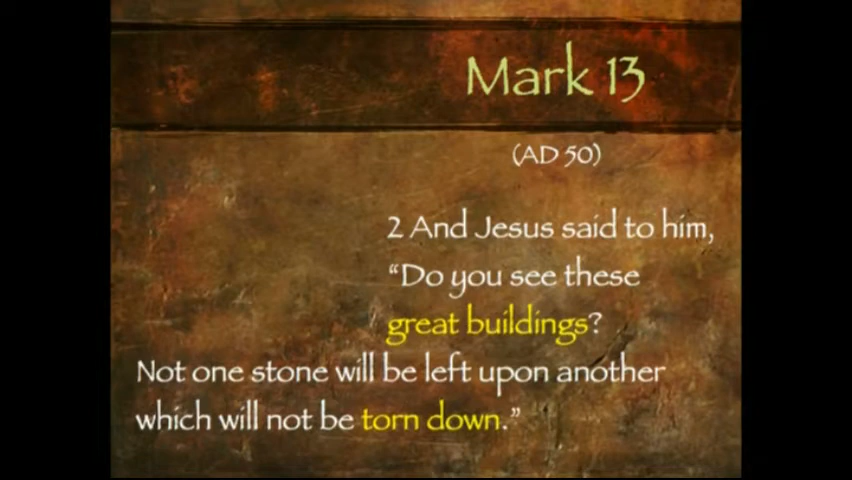 Mark 13
(AD 50)
2 And Jesus said to him,
“Do you see these
great buildings?
Not one stone will be left upon another
which will not be torn down.”